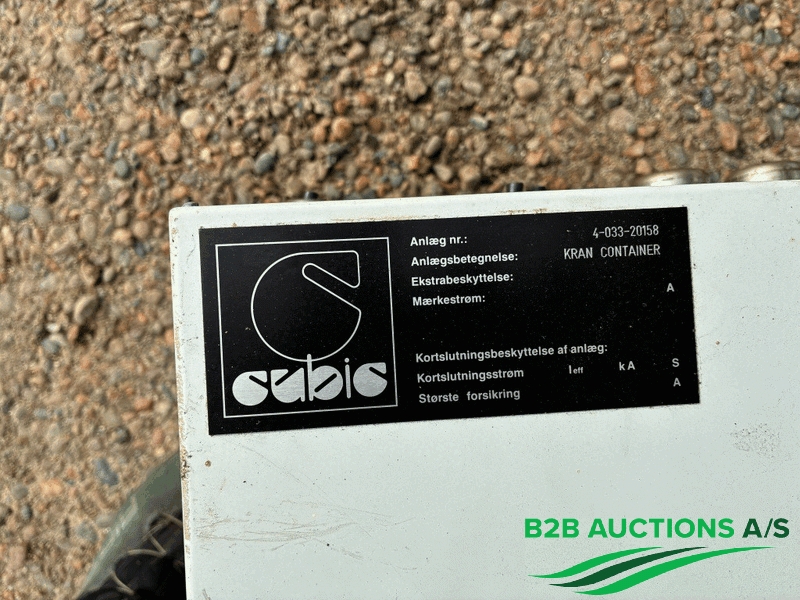 cubic
Anlæg nr.: 4-033-20158
Anlægsbetegnelse: KRAN CONTAINER
Ekstrabeskyttelse:
Mærkestrøm: A
Kortslutningsbeskyttelse af anlæg:
Kortslutningsstrøm Ieff kA S
Største forsikring A
B2B AUCTIONS A/S